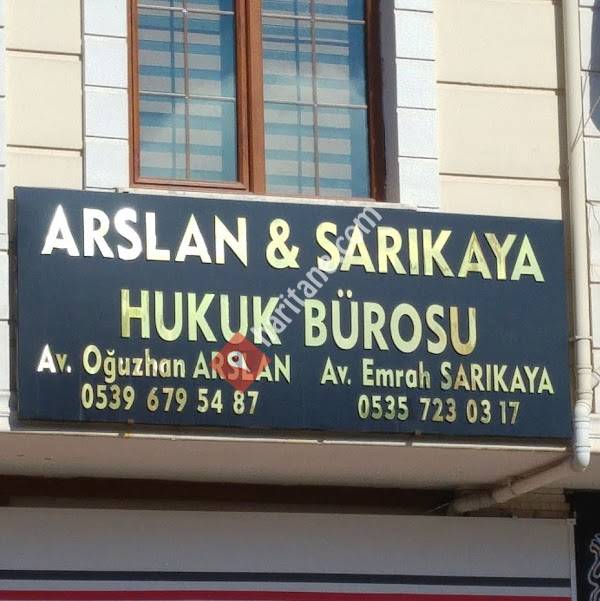 ARSLAN & SARIKAYA
HUKUK BÜROSU
Av. Oğuzhan ARSLAN Av. Emrah SARIKAYA
0539 679 54 87 0535 723 03 17
Haritane.com